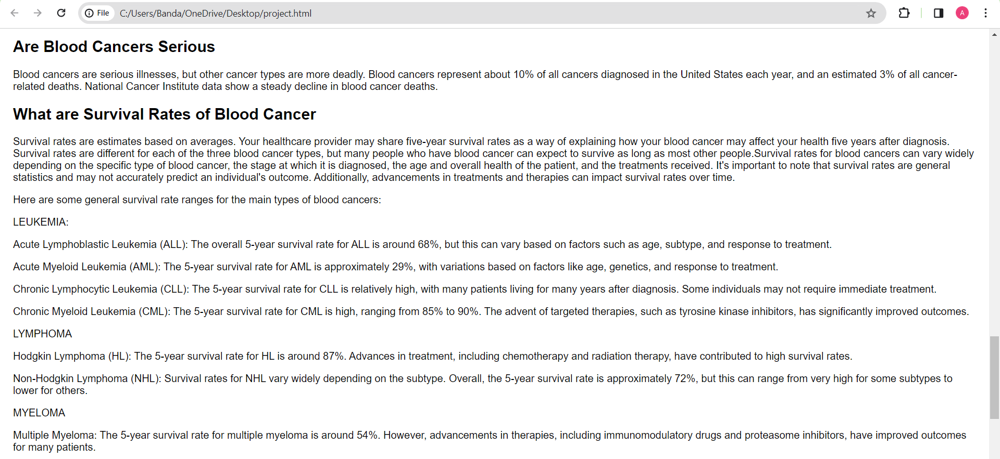 File C:/Users/Banda/OneDrive/Desktop/project.html A
Are Blood Cancers Serious
Blood cancers are serious illnesses, but other cancer types are more deadly. Blood cancers represent about 10% of all cancers diagnosed in the United States each year, and an estimated 3% of all cancer-
related deaths. National Cancer Institute data show a steady decline in blood cancer deaths.
What are Survival Rates of Blood Cancer
Survival rates are estimates based on averages. Your healthcare provider may share five-year survival rates as a way of explaining how your blood cancer may affect your health five years after diagnosis.
Survival rates are different for each of the three blood cancer types, but many people who have blood cancer can expect to survive as long as most other people.Survival rates for blood cancers can vary widely
depending on the specific type of blood cancer, the stage at which it is diagnosed, the age and overall health of the patient, and the treatments received. It's important to note that survival rates are general
statistics and may not accurately predict an individual's outcome. Additionally, advancements in treatments and therapies can impact survival rates over time.
Here are some general survival rate ranges for the main types of blood cancers:
LEUKEMIA:
Acute Lymphoblastic Leukemia (ALL): The overall 5-year survival rate for ALL is around 68%, but this can vary based on factors such as age, subtype, and response to treatment.
Acute Myeloid Leukemia (AML): The 5-year survival rate for AML is approximately 29%, with variations based on factors like age, genetics, and response to treatment.
Chronic Lymphocytic Leukemia (CLL): The 5-year survival rate for CLL is relatively high, with many patients living for many years after diagnosis. Some individuals may not require immediate treatment.
Chronic Myeloid Leukemia (CML): The 5-year survival rate for CML is high, ranging from 85% to 90%. The advent of targeted therapies, such as tyrosine kinase inhibitors, has significantly improved outcomes.
LYMPHOMA
Hodgkin Lymphoma (HL): The 5-year survival rate for HL is around 87%. Advances in treatment, including chemotherapy and radiation therapy, have contributed to high survival rates.
Non-Hodgkin Lymphoma (NHL): Survival rates for NHL vary widely depending on the subtype. Overall, the 5-year survival rate is approximately 72%, but this can range from very high for some subtypes to
lower for others.
MYELOMA
Multiple Myeloma: The 5-year survival rate for multiple myeloma is around 54%. However, advancements in therapies, including immunomodulatory drugs and proteasome inhibitors, have improved outcomes
for many patients.